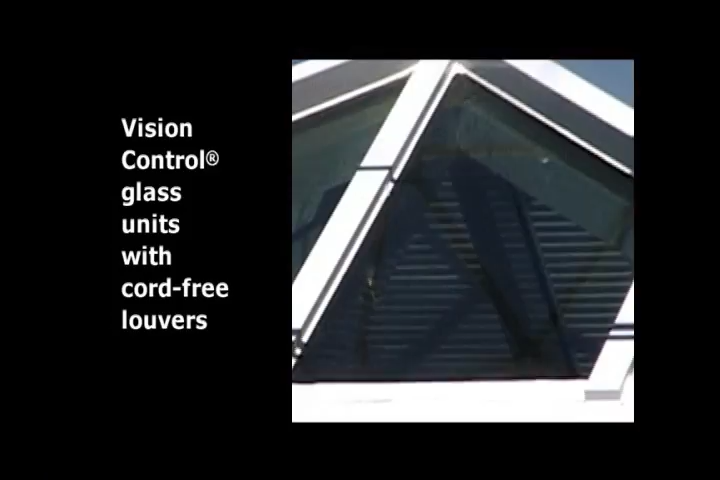 Vision
Control®
glass
units
with
cord-free
louvers